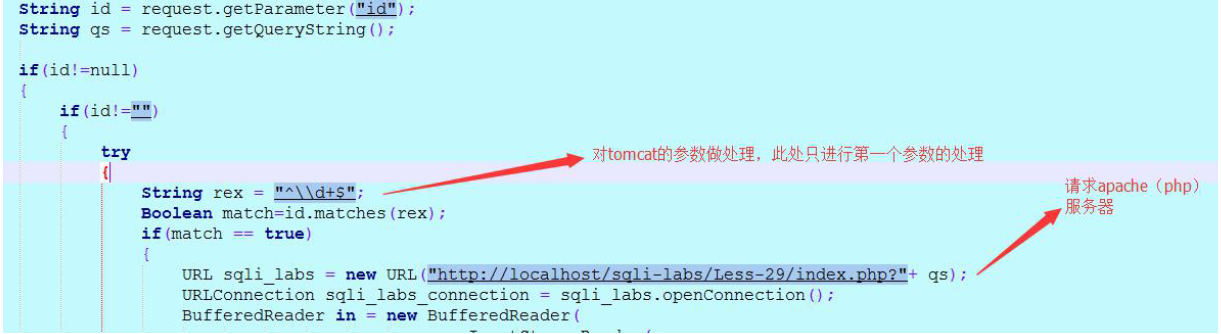 String id = request.getParameter("id");
String qs = request.getQueryString();
if(id!=null)
{
if(id!="")
{
try
{
String rex = "^\\d+$";
Boolean match=id.matches(rex);
if(match == true)
{
URL sqli_labs = new URL("http://localhost/sqli-labs/Less-29/index.php?"+ qs);
URLConnection sqli_labs_connection = sqli_labs.openConnection();
BufferedReader in = new BufferedReader(
对tomcat的参数做处理，此处只进行第一个参数的处理
请求apache（php）
服务器